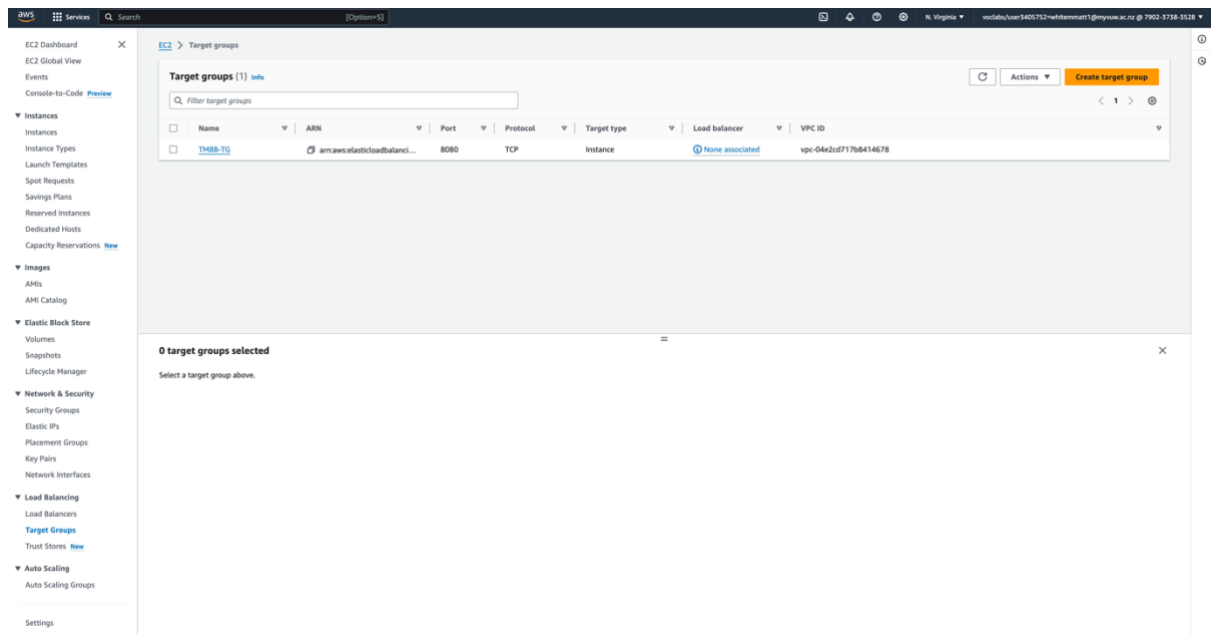 aws Services Search [Option+S] N. Virginia voclabs/user3405752=whitemmatt1@myvuw.ac.nz @ 7902-3738-3528
EC2 Dashboard
EC2 Global View
Events
Console-to-Code Preview
Instances
Instances
Instance Types
Launch Templates
Spot Requests
Savings Plans
Reserved Instances
Dedicated Hosts
Capacity Reservations New
Images
AMIs
AMI Catalog
Elastic Block Store
Volumes
Snapshots
Lifecycle Manager
Network & Security
Security Groups
Elastic IPs
Placement Groups
Key Pairs
Network Interfaces
Load Balancing
Load Balancers
Target Groups
Trust Stores New
Auto Scaling
Auto Scaling Groups
Settings
EC2 > Target groups
Target groups (1) Info Actions Create target group
Filter target groups 1
Name ARN Port Protocol Target type Load balancer VPC ID
TMBB-TG arn:aws:elasticloadbalanci... 8080 TCP Instance None associated vpc-04e2cd717b8414678
0 target groups selected
Select a target group above.